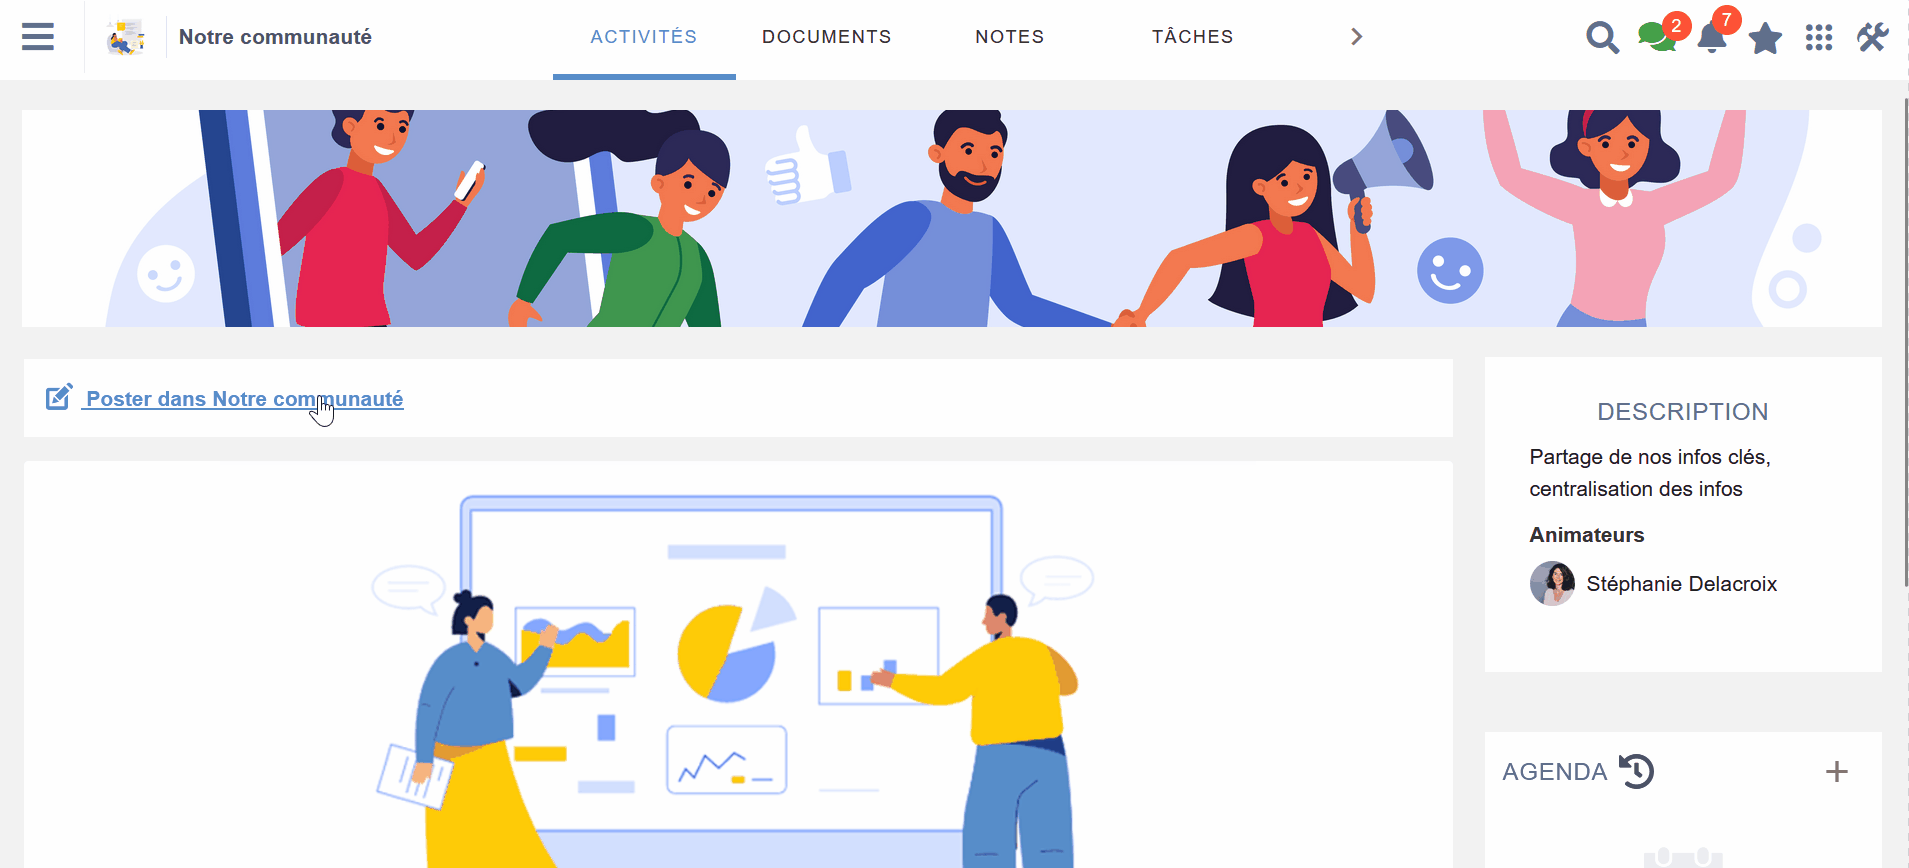 Notre communauté
ACTIVITÉS
DOCUMENTS
NOTES
TÂCHES
2
7
Poster dans Notre communauté
DESCRIPTION
Partage de nos infos clés,
centralisation des infos
Animateurs
Stéphanie Delacroix
AGENDA